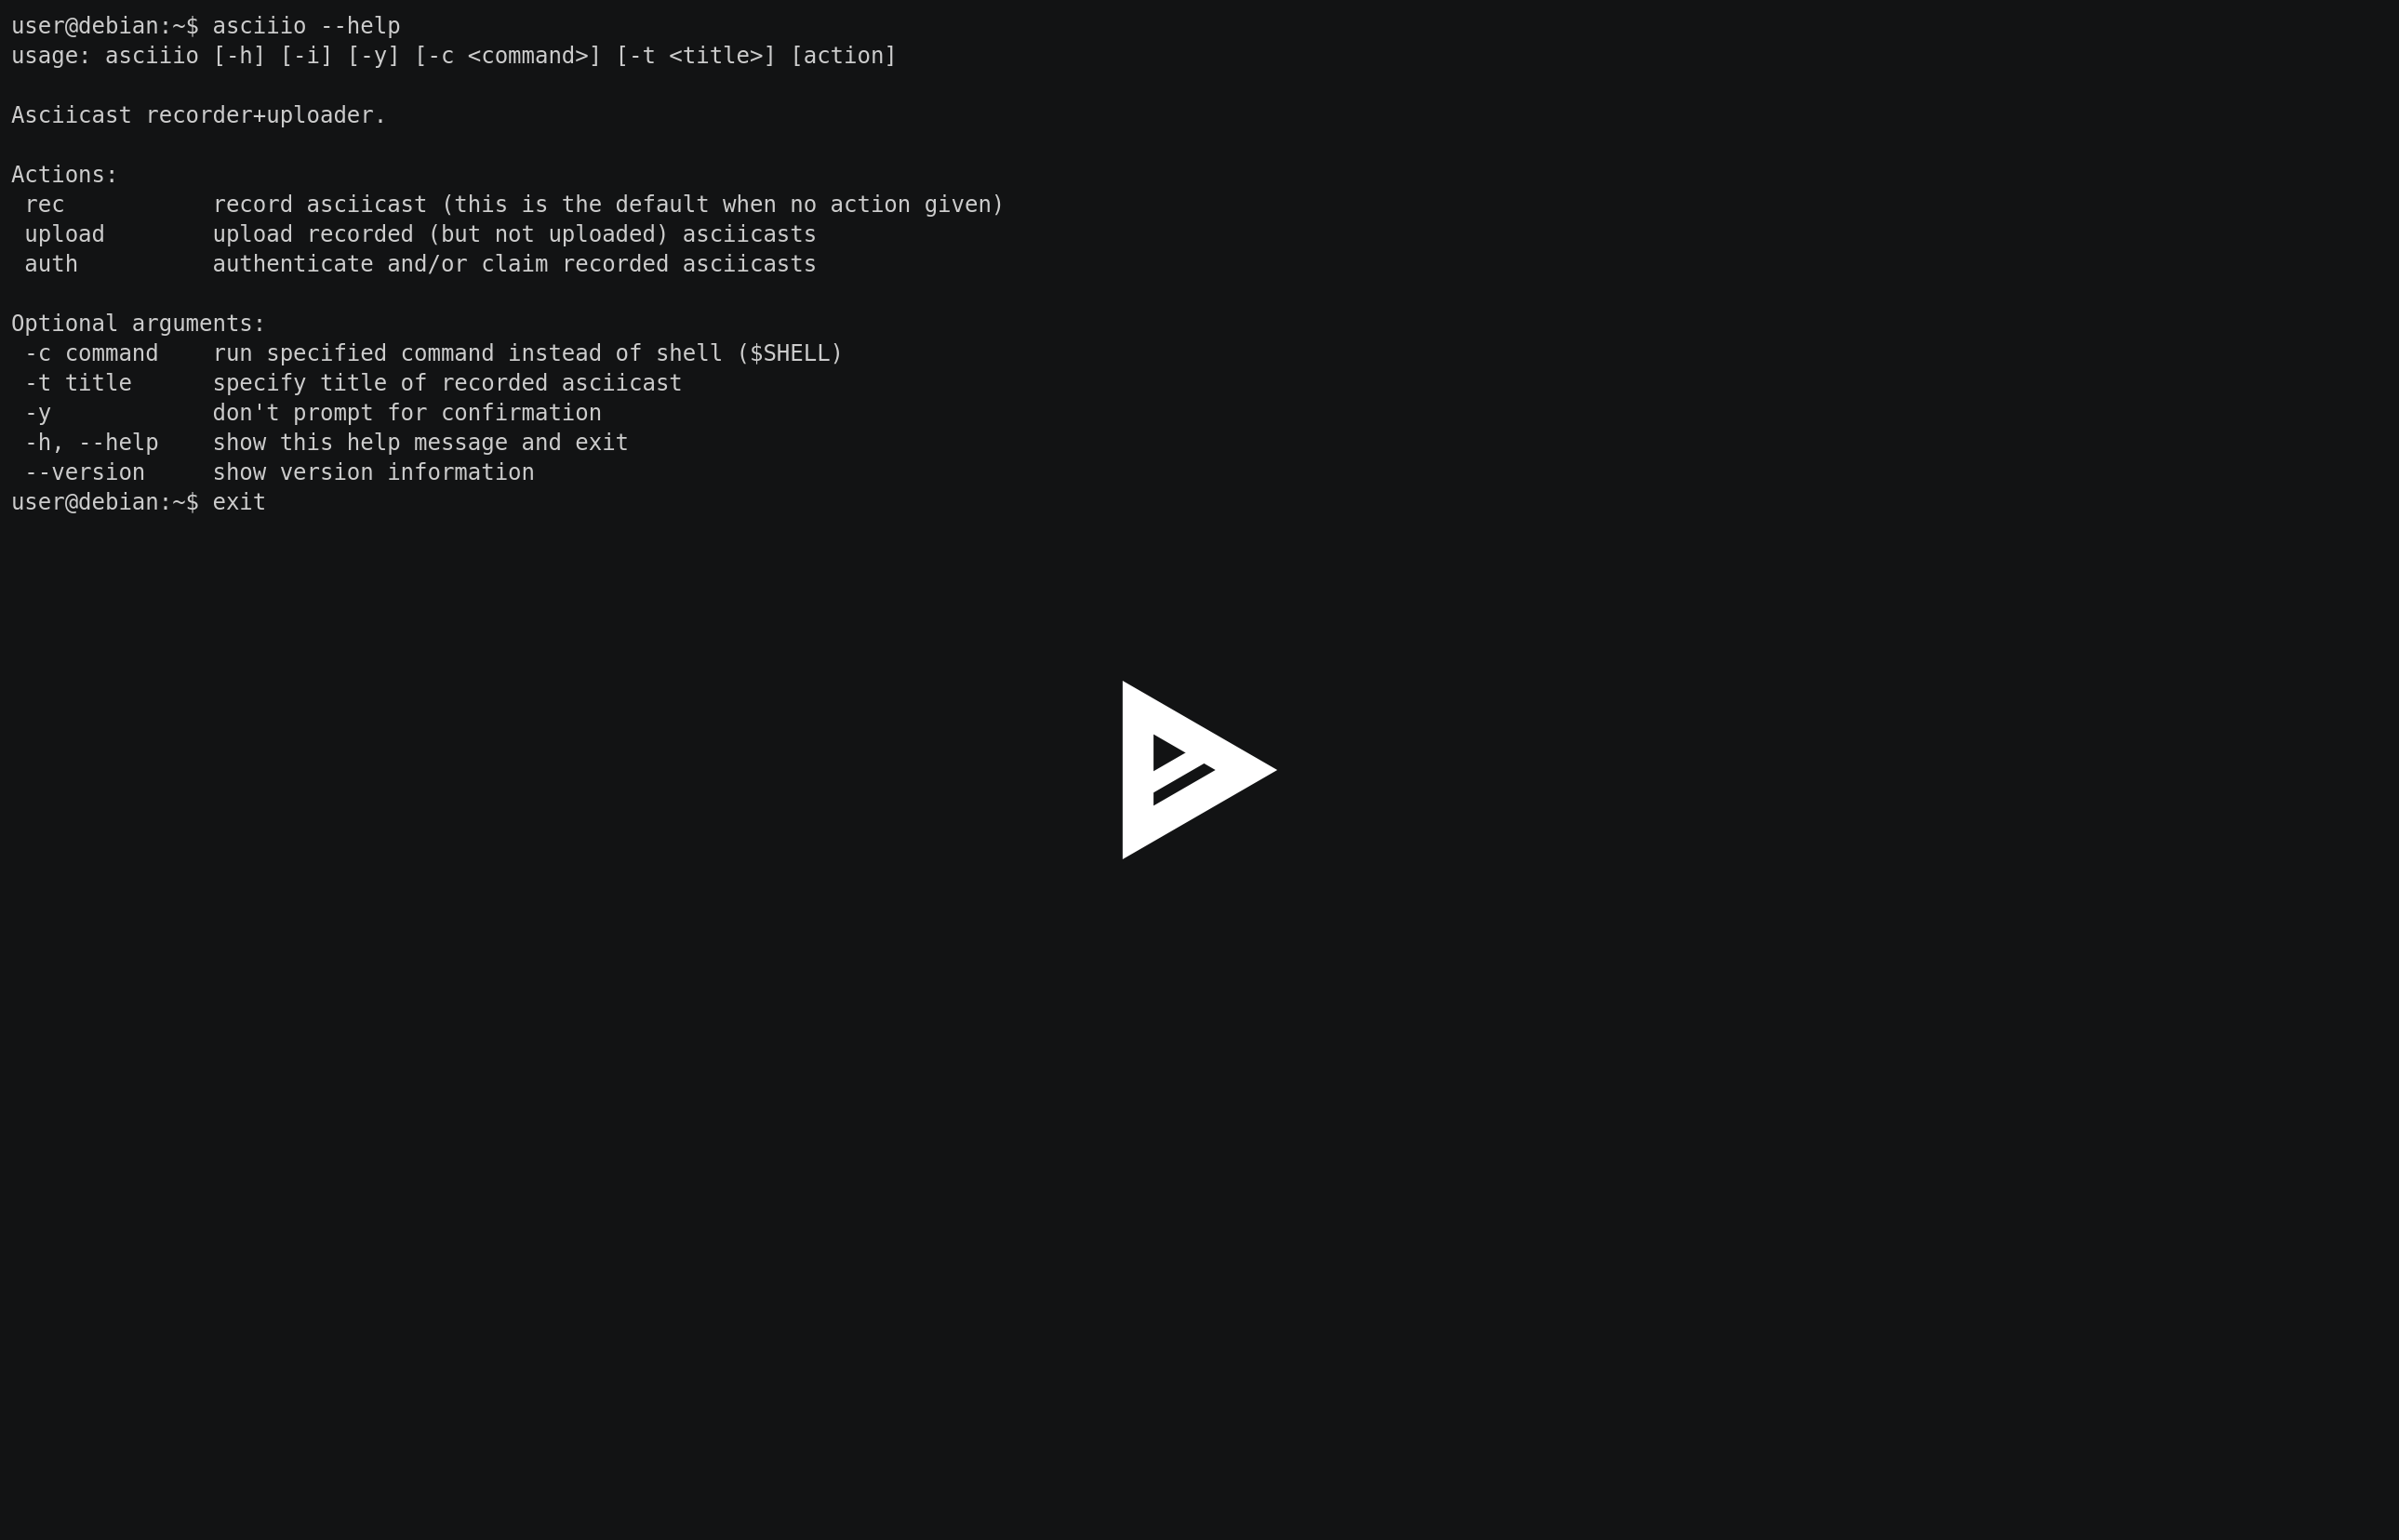 user@debian:~$ asciiio --help
usage: asciiio [-h] [-i] [-y] [-c <command>] [-t <title>] [action]

Asciicast recorder+uploader.

Actions:
 rec           record asciicast (this is the default when no action given)
 upload        upload recorded (but not uploaded) asciicasts
 auth          authenticate and/or claim recorded asciicasts

Optional arguments:
 -c command    run specified command instead of shell ($SHELL)
 -t title      specify title of recorded asciicast
 -y            don't prompt for confirmation
 -h, --help    show this help message and exit
 --version     show version information
user@debian:~$ exit